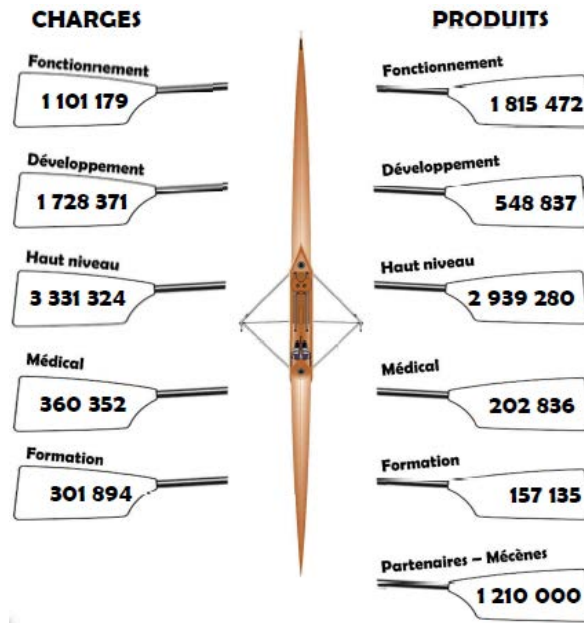 CHARGES
Fonctionnement
1 101 179
Développement
1 728 371
Haut niveau
3 331 324
Médical
360 352
Formation
301 894
PRODUITS
Fonctionnement
1 815 472
Développement
548 837
Haut niveau
2 939 280
Médical
202 836
Formation
157 135
Partenaires – Mécènes
1 210 000